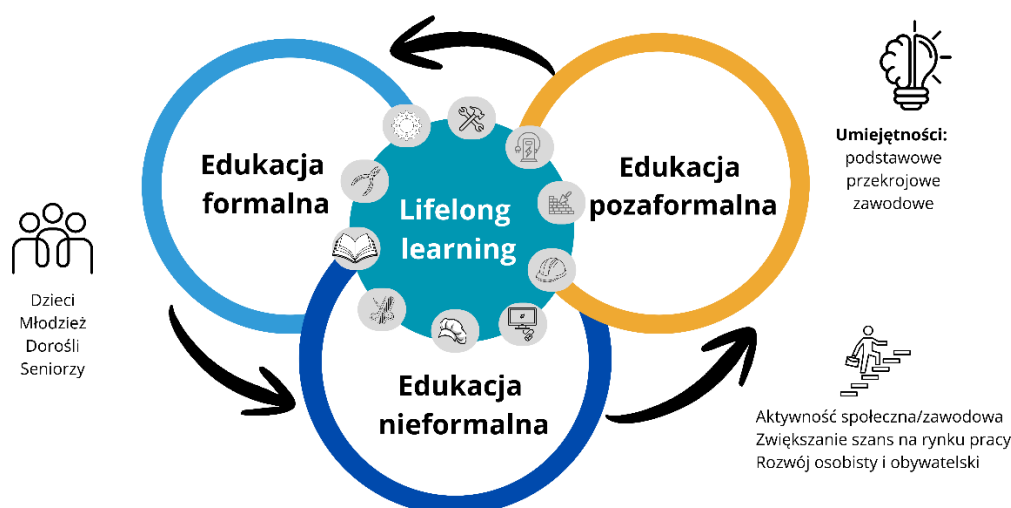 Edukacja
formalna
Edukacja
pozaformalna
Lifelong
learning
Edukacja
nieformalna
Dzieci
Młodzież
Dorośli
Seniorzy
Umiejętności:
podstawowe
przekrojowe
zawodowe
Aktywność społeczna/zawodowa
Zwiększanie szans na rynku pracy
Rozwój osobisty i obywatelski